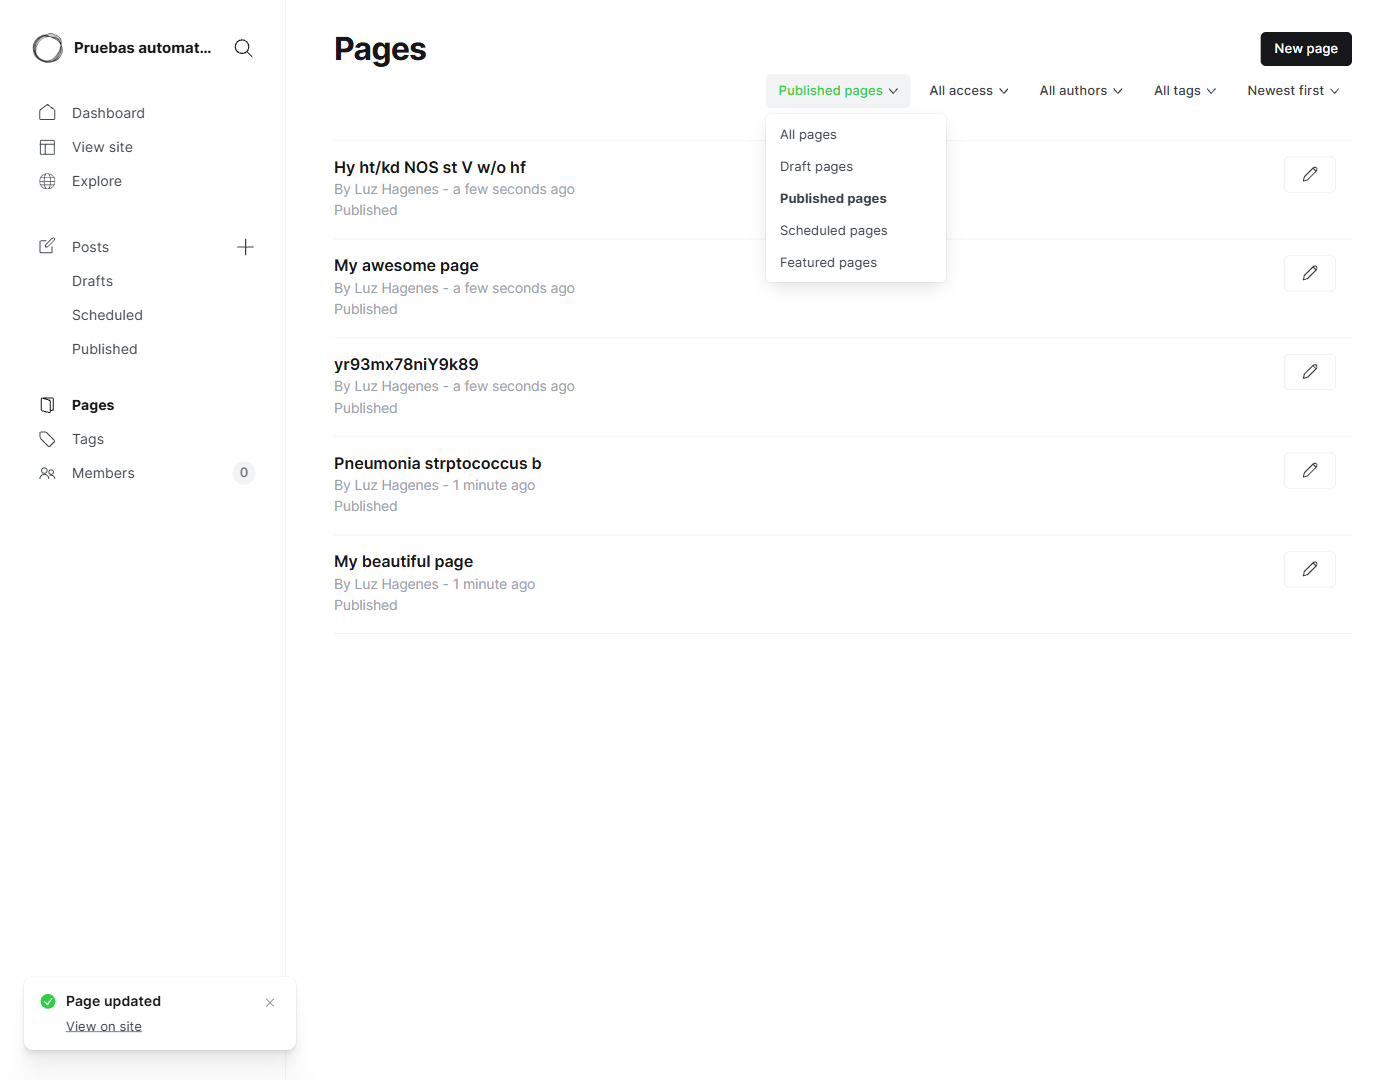 Pruebas automat...
Dashboard
View site
Explore
Posts
Drafts
Scheduled
Published
Pages
Tags
Members
0
Pages
New page
Published pages
All access
All authors
All tags
Newest first
All pages
Draft pages
Published pages
Scheduled pages
Featured pages
Hy ht/kd NOS st V w/o hf
By Luz Hagenes - a few seconds ago
Published
My awesome page
By Luz Hagenes - a few seconds ago
Published
yr93mx78niY9k89
By Luz Hagenes - a few seconds ago
Published
Pneumonia strptococcus b
By Luz Hagenes - 1 minute ago
Published
My beautiful page
By Luz Hagenes - 1 minute ago
Published
Page updated
View on site